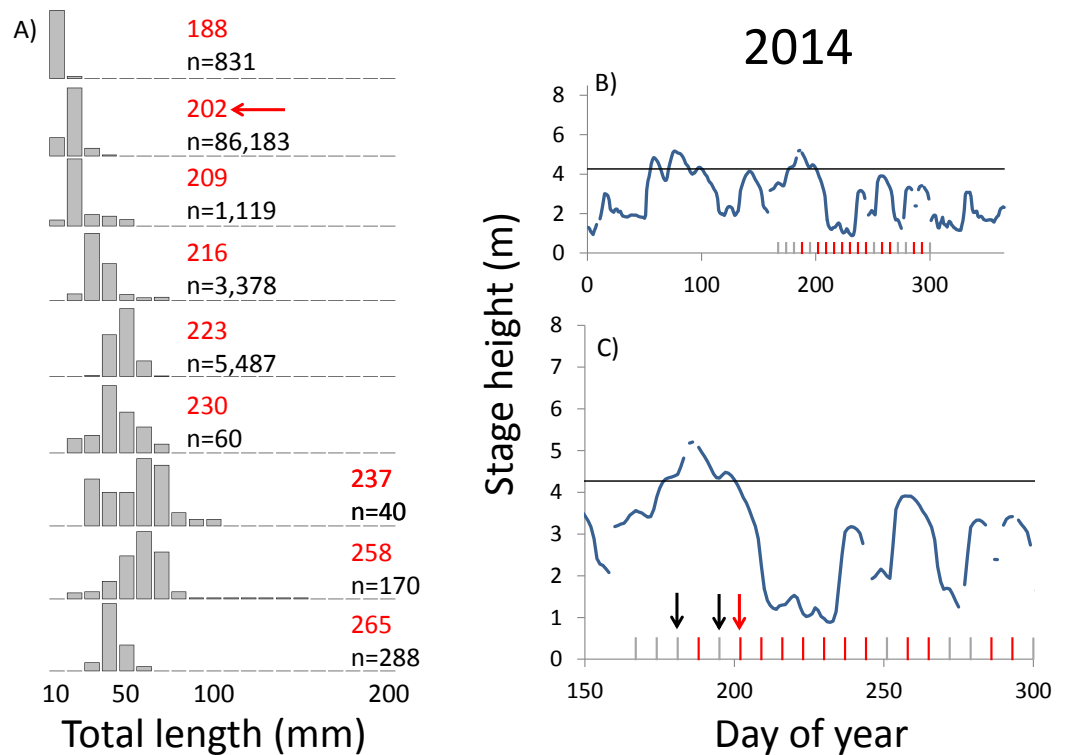 A)
188
n=831
202
n=86,183
209
n=1,119
216
n=3,378
223
n=5,487
230
n=60
237
n=40
258
n=170
265
n=288
10 50 100 200
Total length (mm)
2014
Stage height (m)
B)
8
6
4
2
0
0 100 200 300
C)
8
7
6
5
4
3
2
1
0
150 200 250 300
Day of year